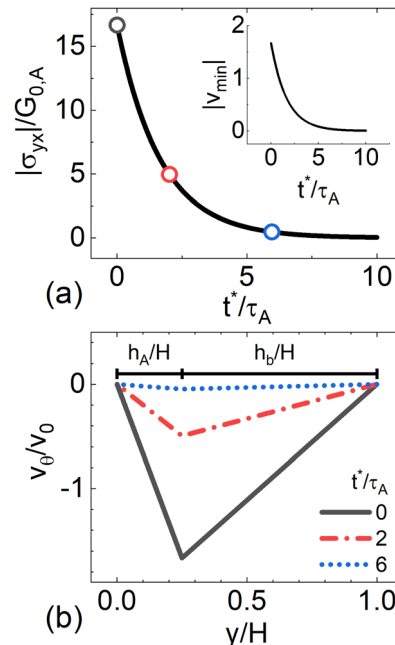 15
10
5
0
|σyx|/G0,A
0
5
10
t*/τA
(a)
2
1
0
|vmin|
0
5
10
t*/τA
hA/H
hb/H
0
-1
vθ/v0
t*/τA
0
2
6
0.0
0.5
1.0
y/H
(b)